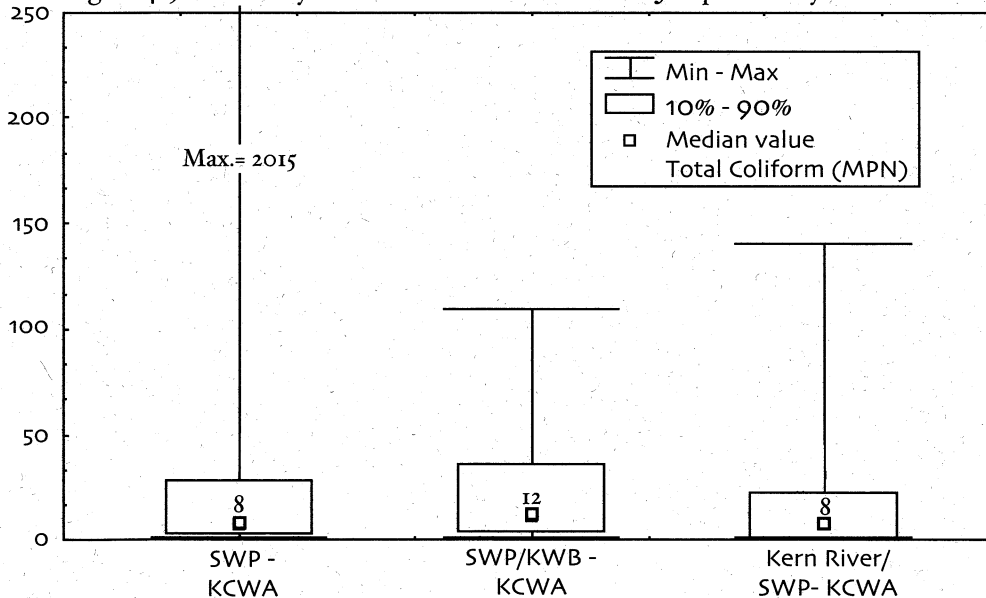 250
200
150
100
50
0
Max.= 2015
Min - Max
10% - 90%
Median value
Total Coliform (MPN)
8
12
8
SWP -
KCWA
SWP/KWB -
KCWA
Kern River/
SWP- KCWA